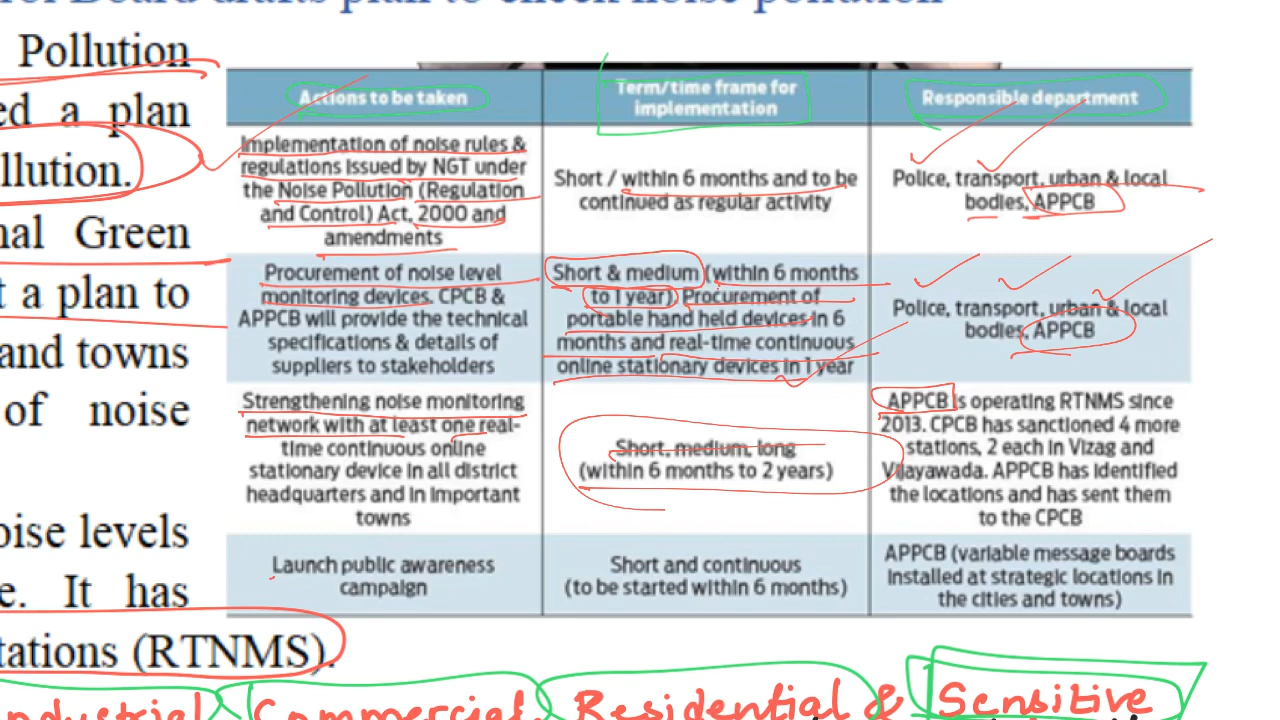 rol Board drafts plan to check noise pollution
Pollution
ed a plan
llution.
nal Green
t a plan to
and towns
of noise
oise levels
e. It has
tations (RTNMS).
Actions to be taken
Term/time frame for
implementation
Responsible department
Implementation of noise rules &
regulations issued by NGT under
the Noise Pollution (Regulation
and Control) Act, 2000 and
amendments
Short / within 6 months and to be
continued as regular activity
Police, transport, urban & local
bodies, APPCB
Procurement of noise level
monitoring devices. CPCB &
APPCB will provide the technical
specifications & details of
suppliers to stakeholders
Short & medium (within 6 months
to 1 year). Procurement of
portable hand held devices in 6
months and real-time continuous
online stationary devices in 1 year
Police, transport, urban & local
bodies, APPCB
Strengthening noise monitoring
network with at least one real-
time continuous online
stationary device in all district
headquarters and in important
towns
Short, medium, long
(within 6 months to 2 years)
APPCB is operating RTNMS since
2013. CPCB has sanctioned 4 more
stations, 2 each in Vizag and
Vijayawada. APPCB has identified
the locations and has sent them
to the CPCB
Launch public awareness
campaign
Short and continuous
(to be started within 6 months)
APPCB (variable message boards
installed at strategic locations in
the cities and towns)
Industrial Commercial, Residential & Sensitive